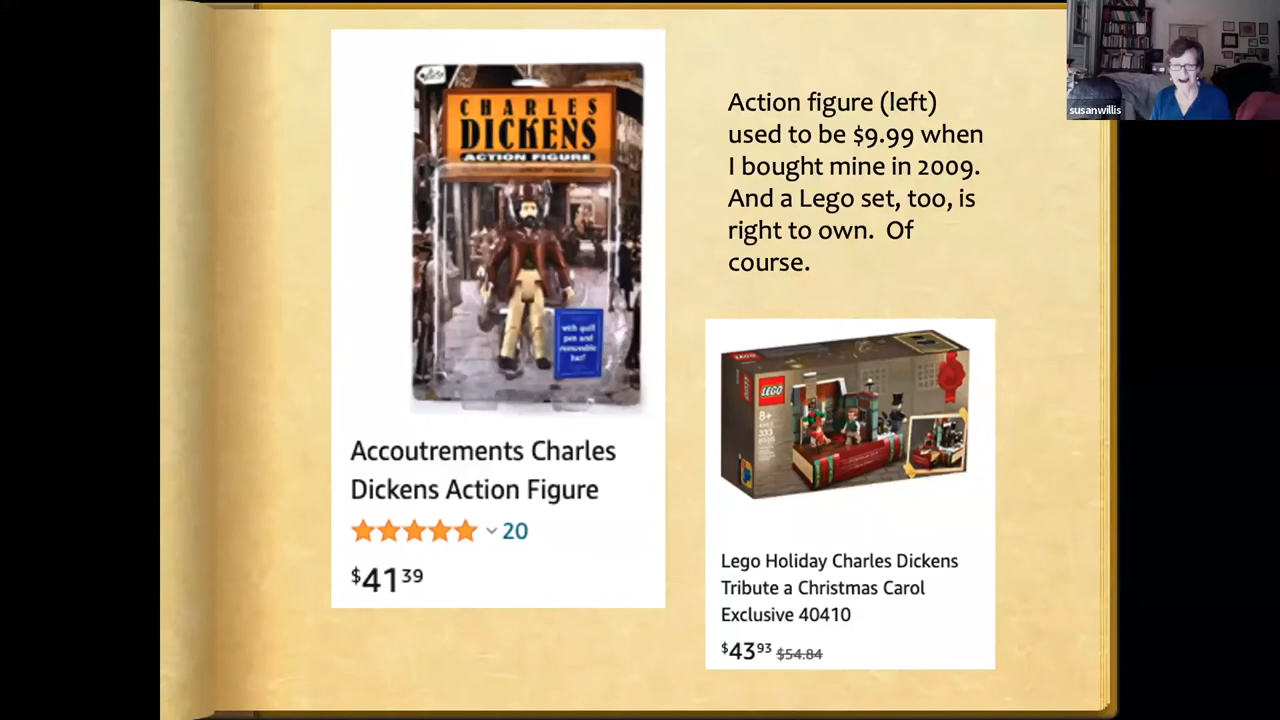 CHARLES
DICKENS
ACTION FIGURE
with quill
pen and
removable
hat!
Accoutrements Charles
Dickens Action Figure
20
$41 39
Action figure (left)
used to be $9.99 when
I bought mine in 2009.
And a Lego set, too, is
right to own. Of
course.
LEGO
LEGO
8+
333
Lego Holiday Charles Dickens
Tribute a Christmas Carol
Exclusive 40410
$43 93 $54.84
susanwillis